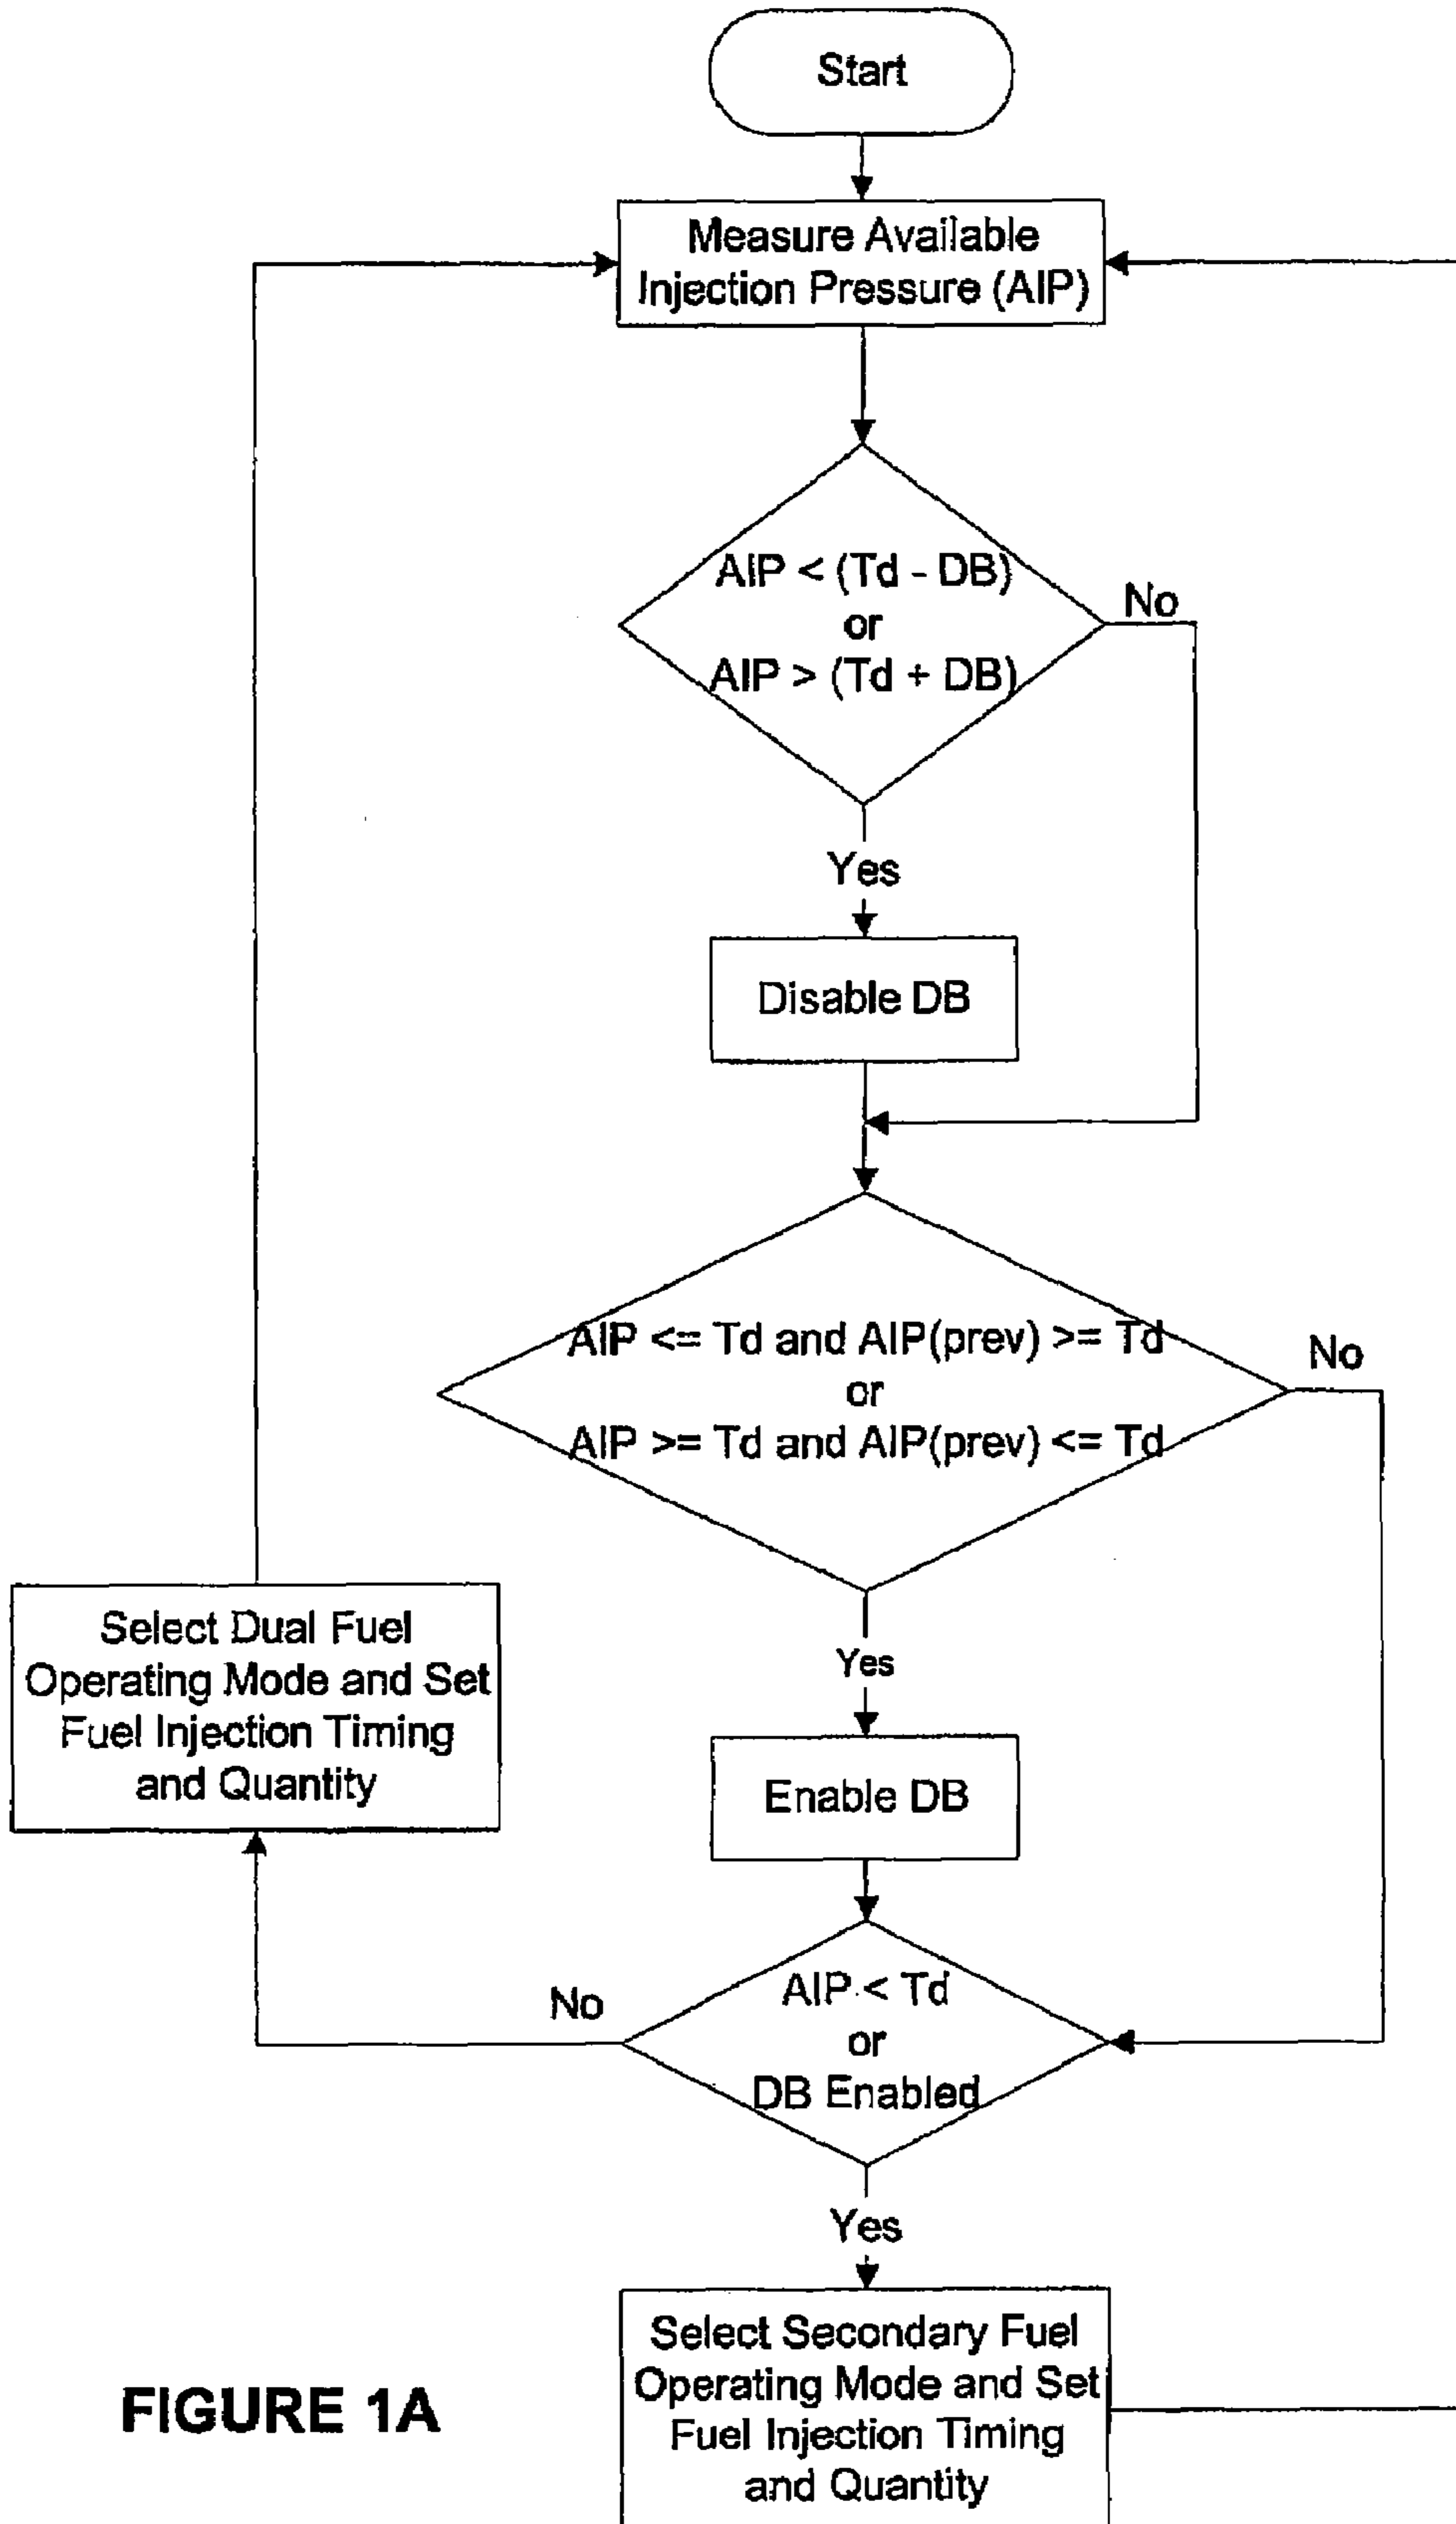 Start
Measure Available
Injection Pressure (AIP)
AIP < (Td - DB)
or
AIP > (Td + DB)
No
Yes
Disable DB
AIP <= Td and AIP(prev) >= Td
or
AIP >= Td and AIP(prev) <= Td
No
Yes
Select Dual Fuel
Operating Mode and Set
Fuel Injection Timing
and Quantity
Enable DB
AIP < Td
or
DB Enabled
No
Yes
Select Secondary Fuel
Operating Mode and Set
Fuel Injection Timing
and Quantity
FIGURE 1A